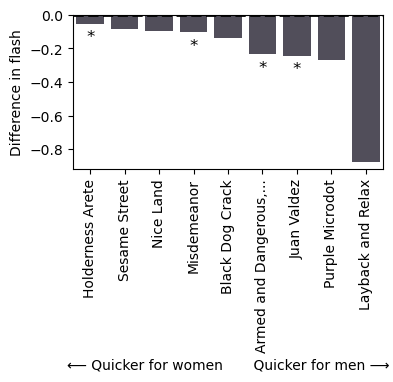 Difference in flash
0.0
−0.2
−0.4
−0.6
−0.8
*
*
*
*
Holderness Arete
Sesame Street
Nice Land
Misdemeanor
Black Dog Crack
Armed and Dangerous,...
Juan Valdez
Purple Microdot
Layback and Relax
⟵ Quicker for women
Quicker for men ⟶